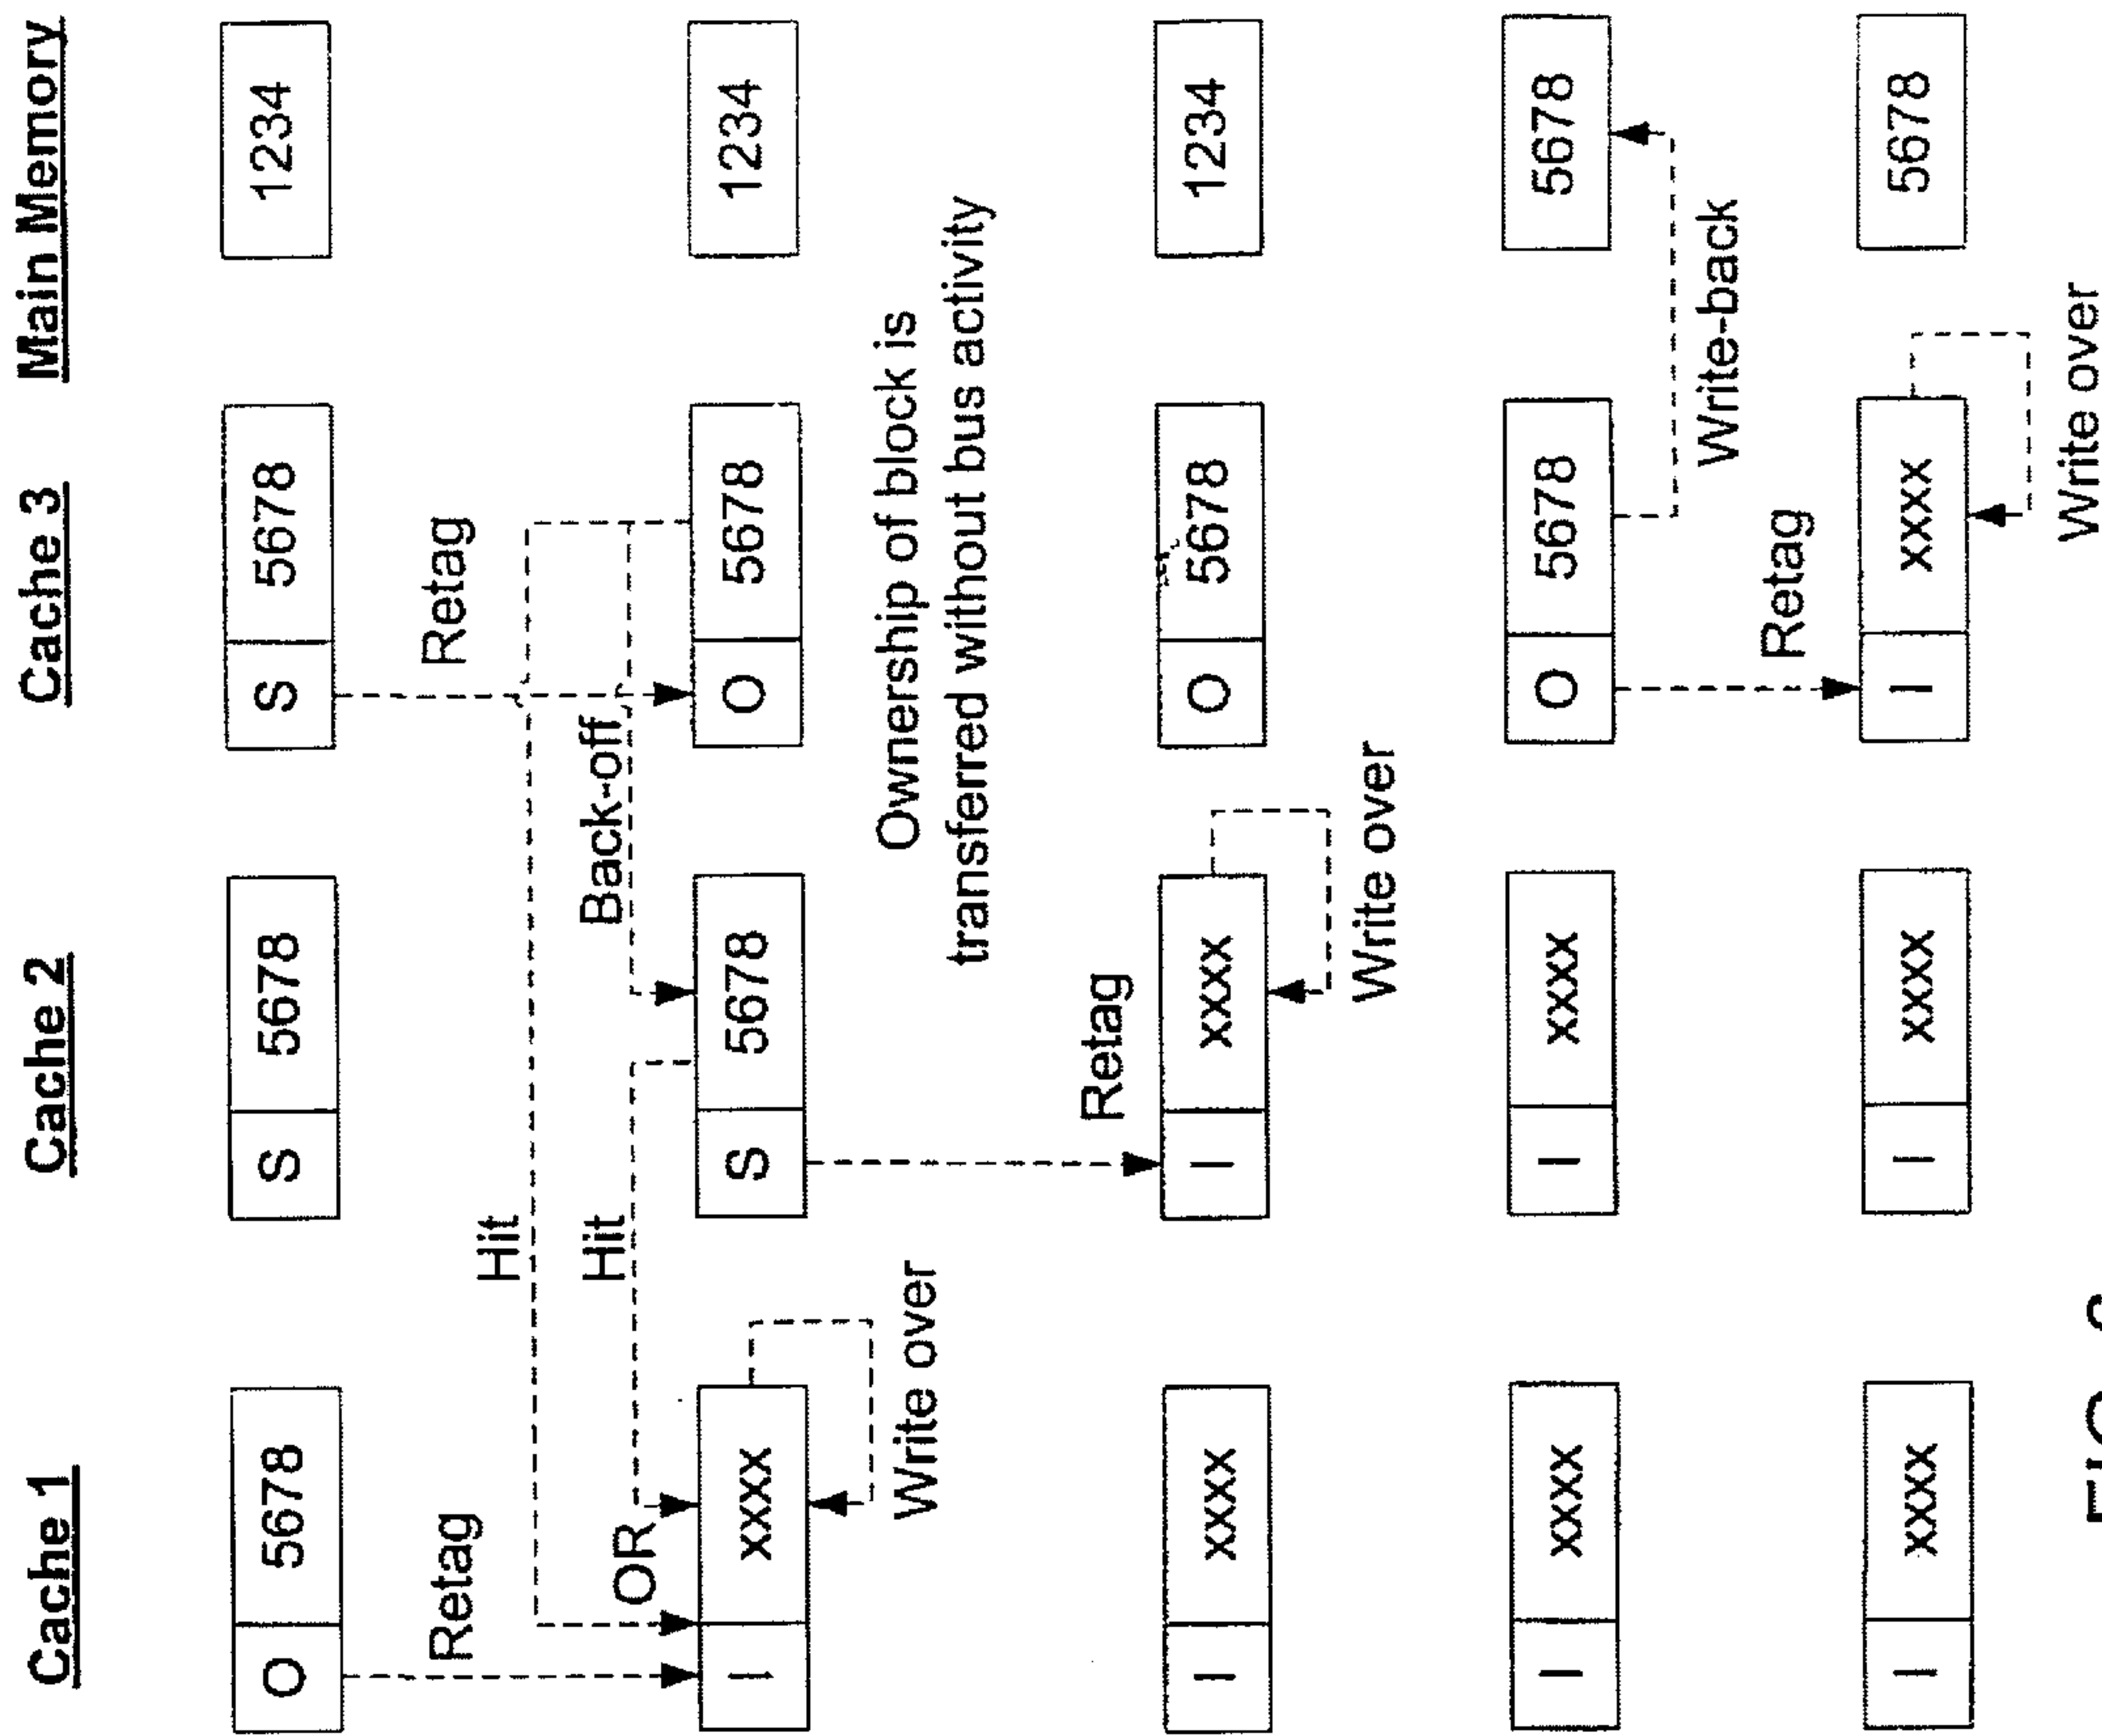 Cache 1 Cache 2 Cache 3 Main Memory
O 5678 S 5678 S 5678 1234
Retag Hit Retag
OR Hit Back-off
I xxxx S 5678 O 5678 1234
Write over Ownership of block is
transferred without bus activity
Retag
I xxxx I xxxx O 5678 1234
Write over
I xxxx I xxxx O 5678 5678
Write-back
Retag
I xxxx I xxxx I xxxx 5678
Write over